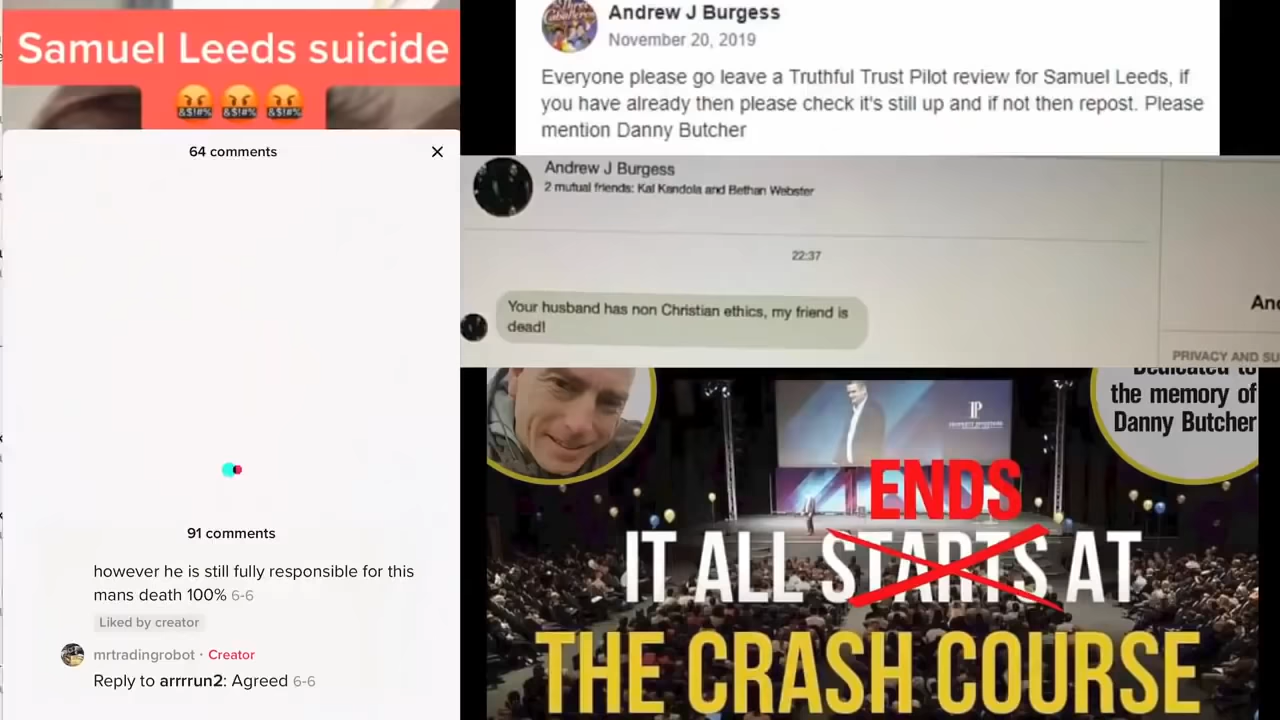 Samuel Leeds suicide
&$!#% &$!#% &$!#%
64 comments
91 comments
however he is still fully responsible for this
mans death 100% 6-6
Liked by creator
mrtradingrobot · Creator
Reply to arrrrun2: Agreed 6-6
Andrew J Burgess
November 20, 2019
Everyone please go leave a Truthful Trust Pilot review for Samuel Leeds, if
you have already then please check it's still up and if not then repost. Please
mention Danny Butcher
Andrew J Burgess
2 mutual friends: Kal Kandola and Bethan Webster
22:37
Your husband has non Christian ethics, my friend is
dead!
And
PRIVACY AND SU
Dedicated to
the memory of
Danny Butcher
ENDS
IT ALL STARTS AT
THE CRASH COURSE